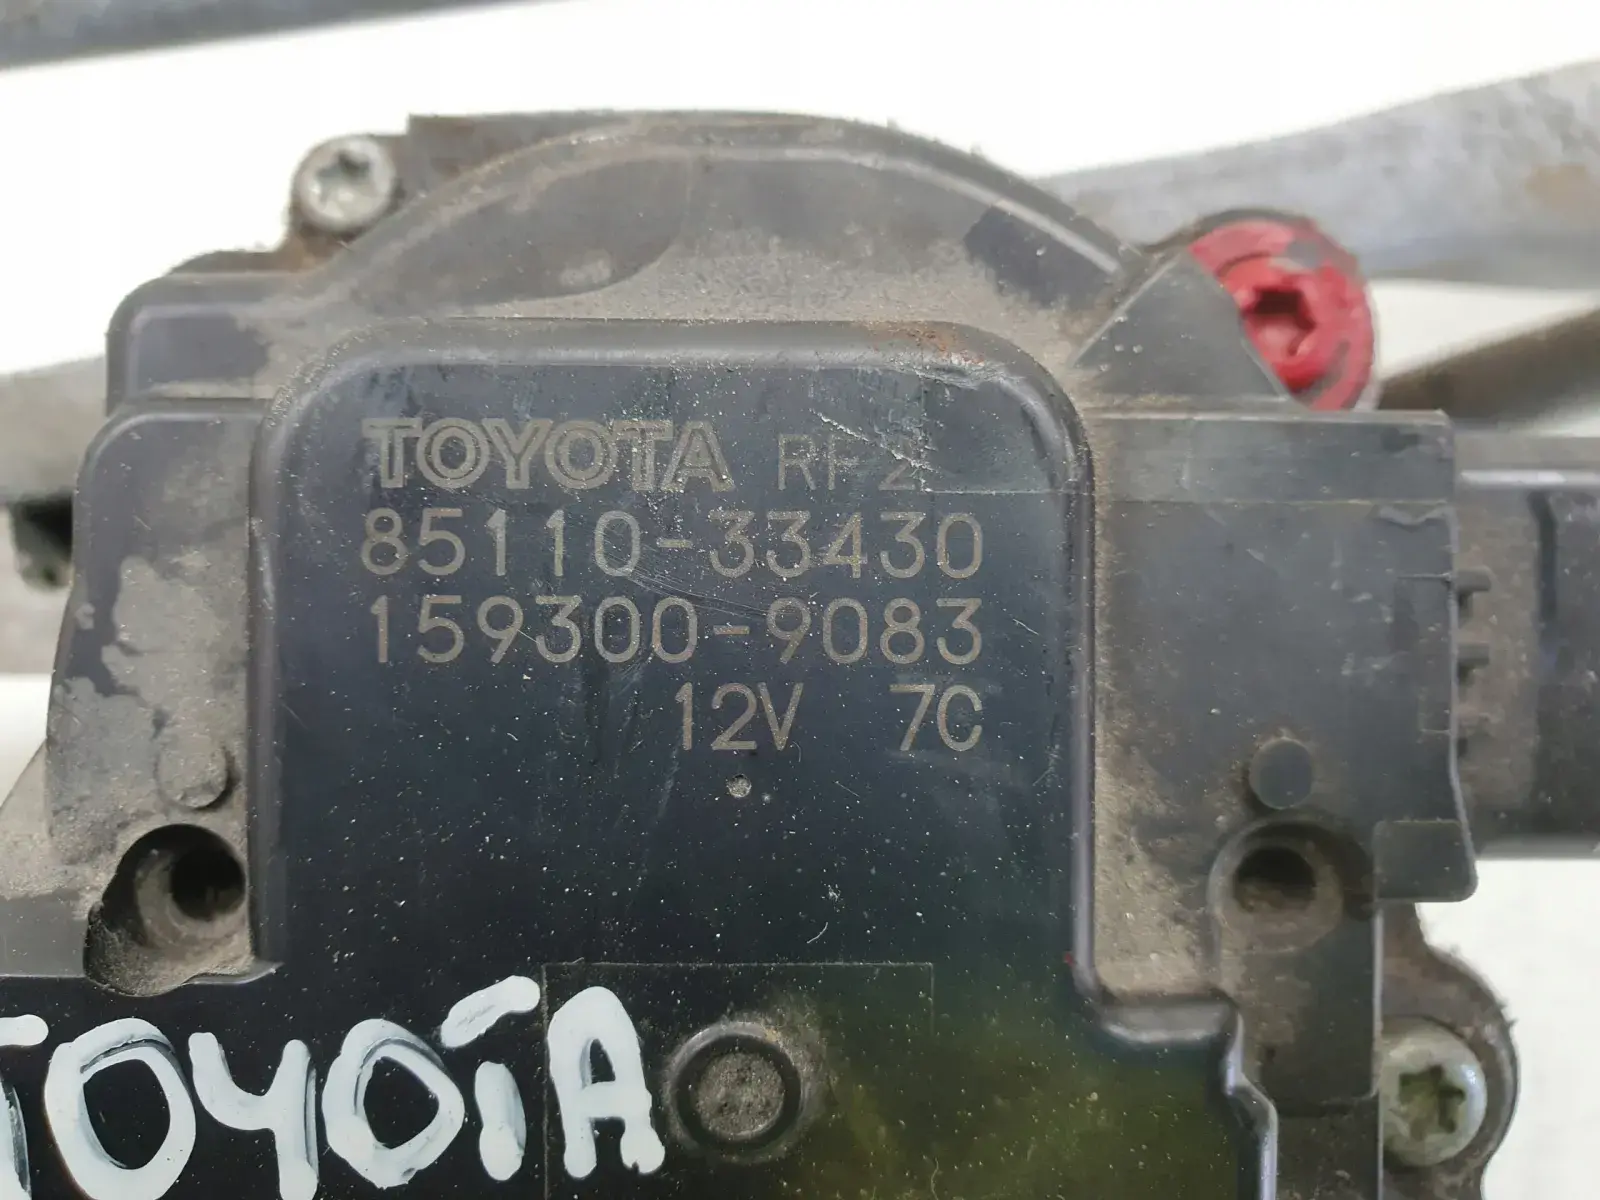 TOYOTA RF2
85110-33430
159300-9083
12V 7C
TOYOTA